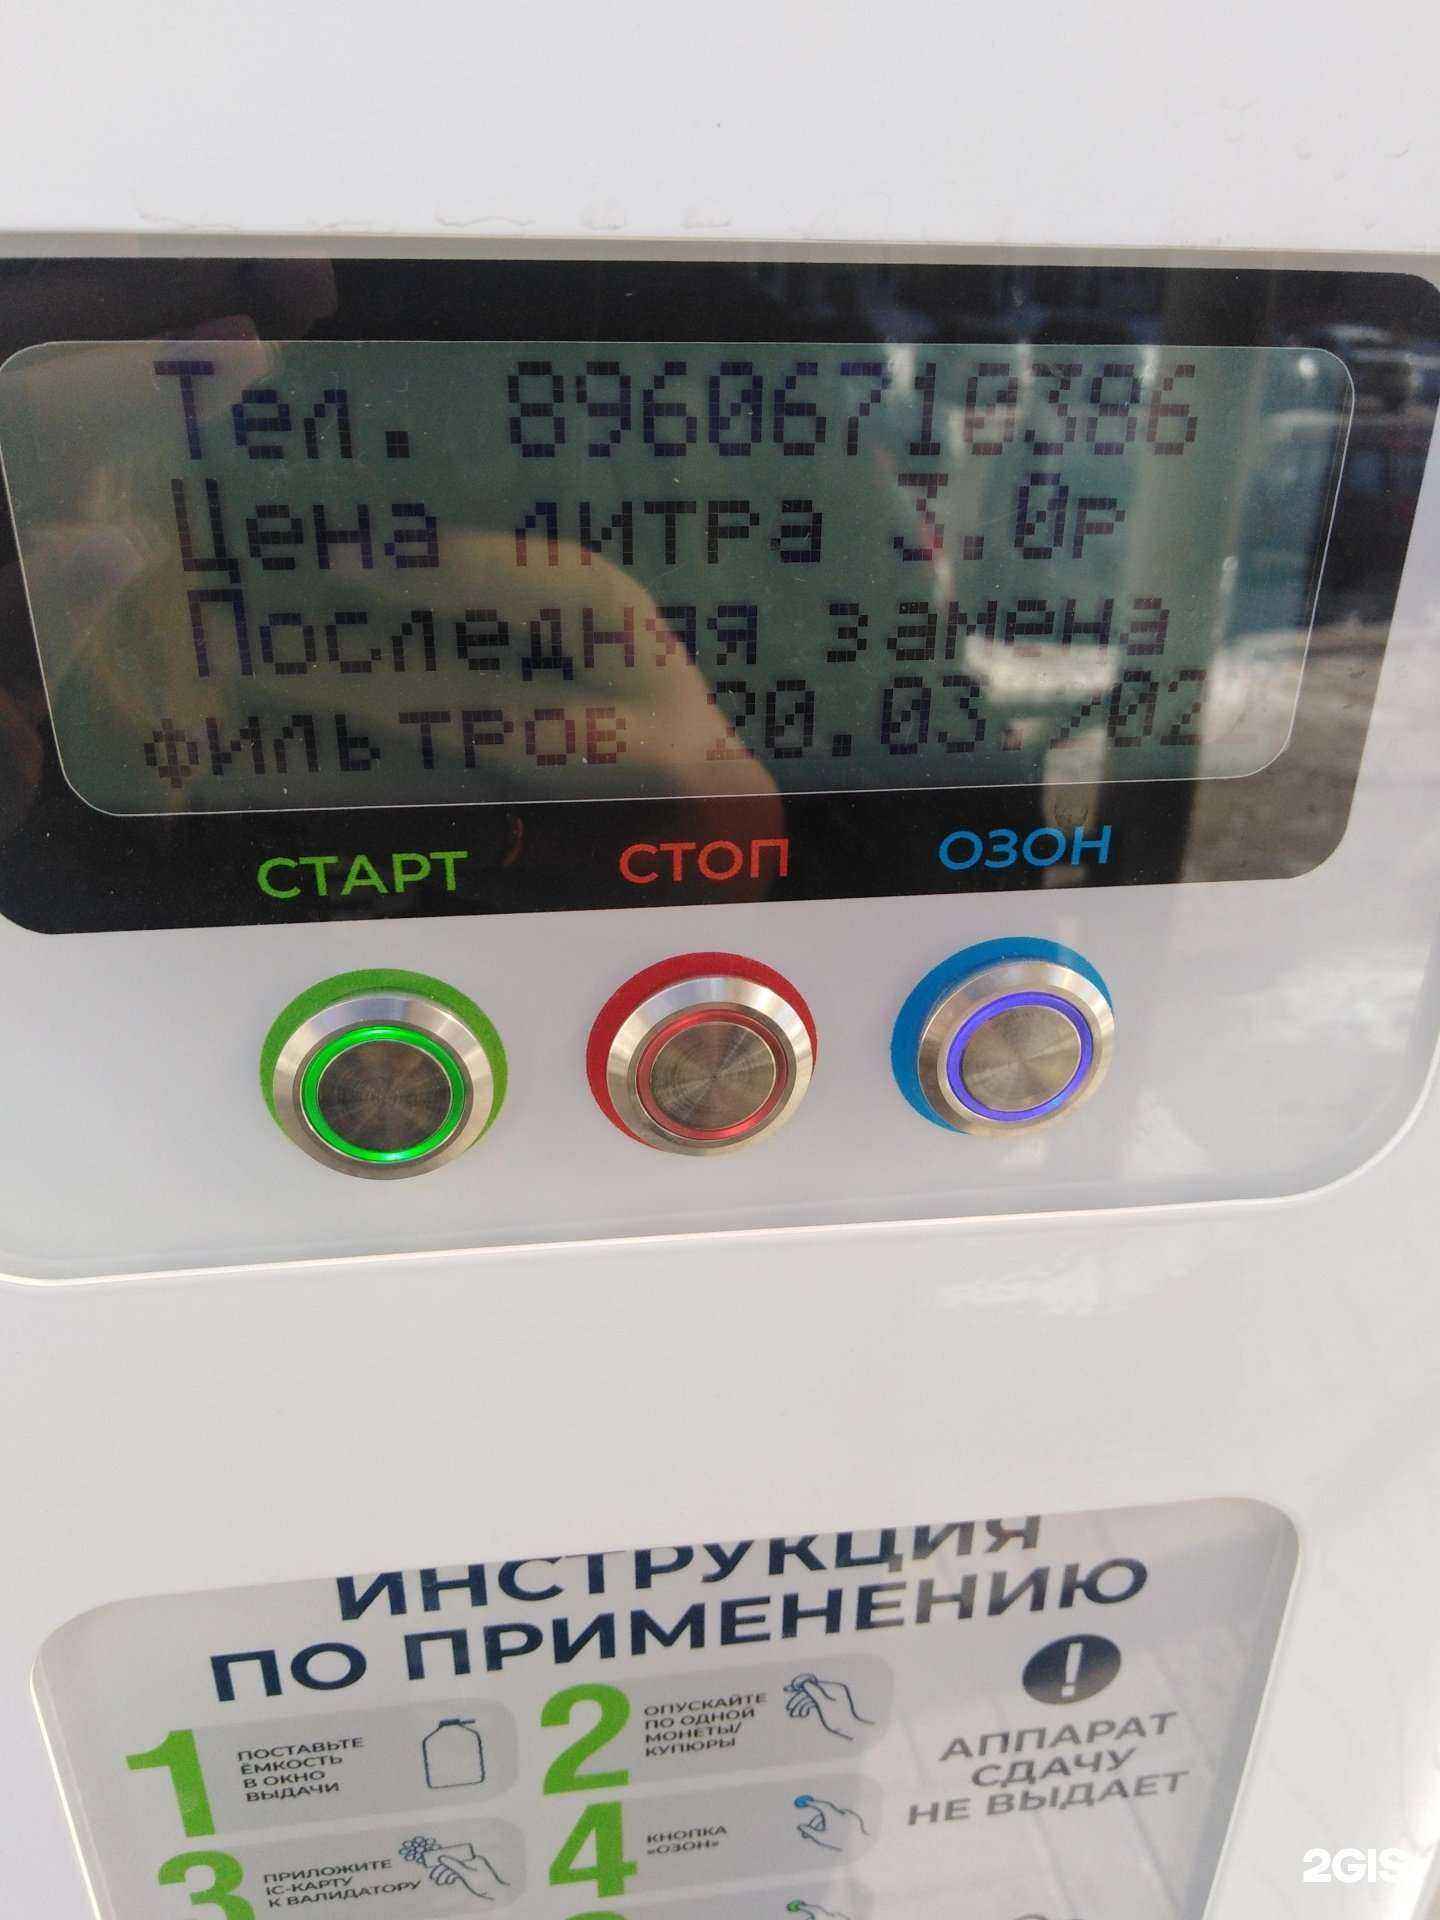 Тел. 89606710386
Цена литра 3.0р
Последняя замена
фильтров 20.03.
СТАРТ
СТОП
ОЗОН
ИНСТРУКЦИЯ
ПО ПРИМЕНЕНИЮ
1
ПОСТАВЬТЕ
ЁМКОСТЬ
В ОКНО
ВЫДАЧИ
2
ОПУСКАЙТЕ
ПО ОДНОЙ
МОНЕТЫ/
КУПЮРЫ
!
АППАРАТ
СДАЧУ
НЕ ВЫДАЕТ
3
ПРИЛОЖИТЕ
IC-КАРТУ
К ВАЛИДАТОРУ
4
КНОПКА
«ОЗОН»
2GIS